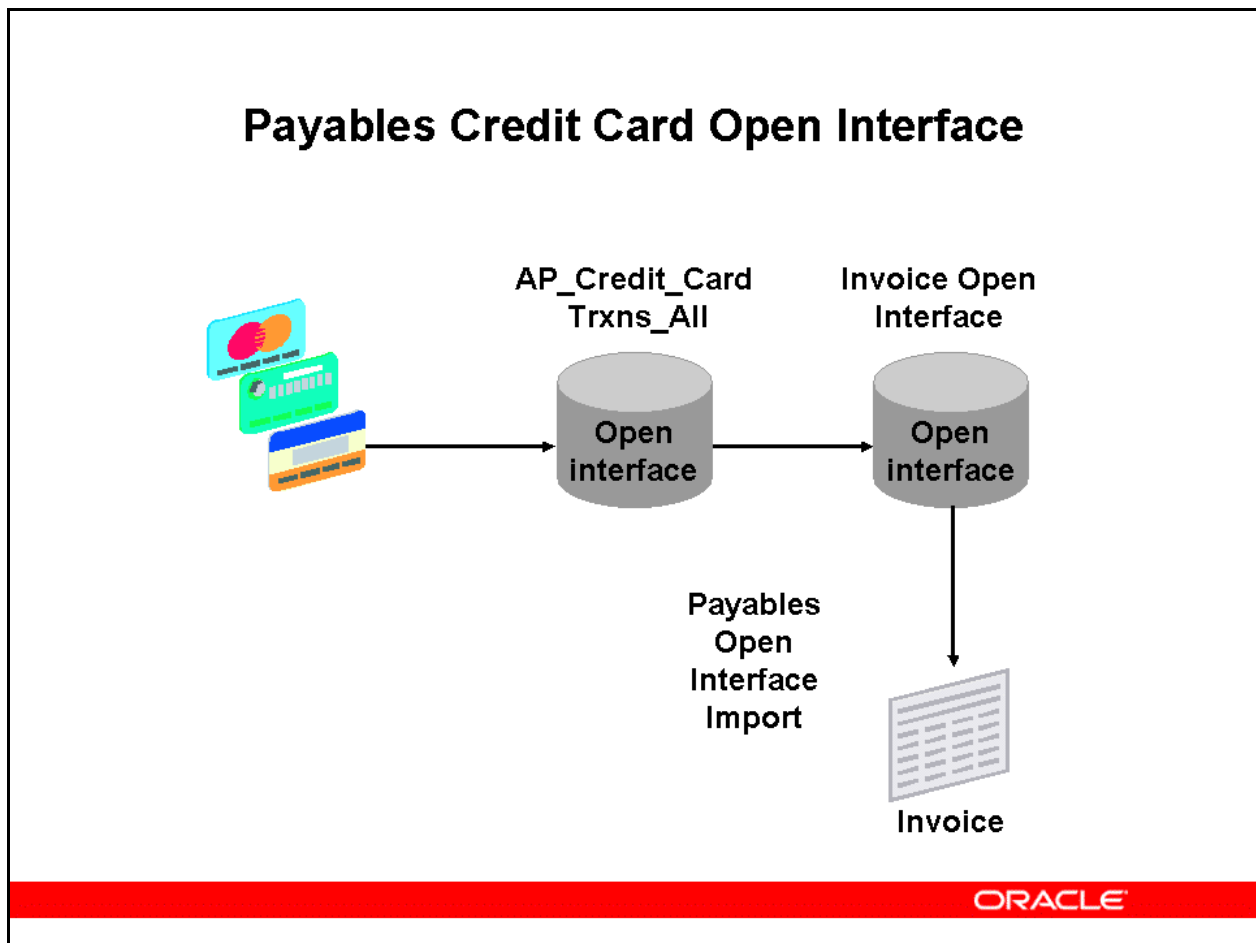 Payables Credit Card Open Interface
AP_Credit_Card
Trxns_All
Invoice Open
Interface
Open
interface
Open
interface
Payables
Open
Interface
Import
Invoice
ORACLE